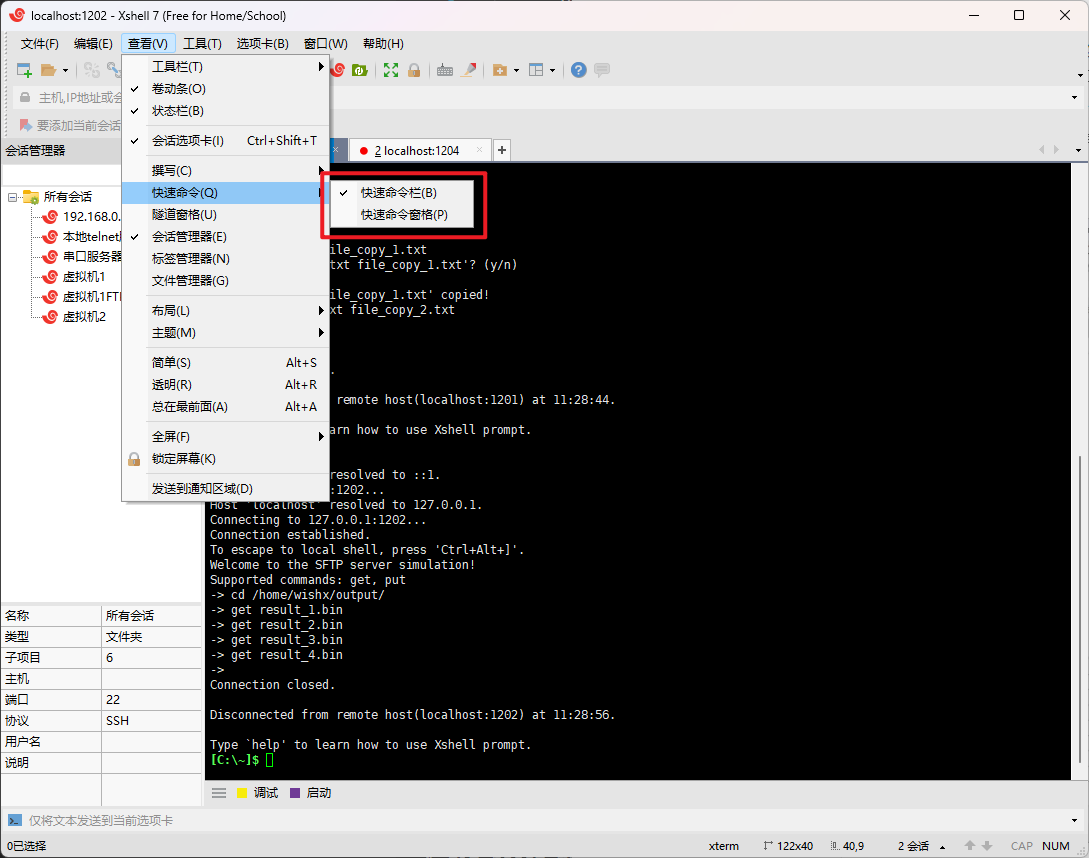 localhost:1202 - Xshell 7 (Free for Home/School)
文件(F) 编辑(E) 查看(V) 工具(T) 选项卡(B) 窗口(W) 帮助(H)
主机,IP地址或会
要添加当前会话
会话管理器
所有会话
192.168.0.
本地telnet
串口服务器
虚拟机1
虚拟机1FTI
虚拟机2
工具栏(T)
卷动条(O)
状态栏(B)
会话选项卡(I) Ctrl+Shift+T
撰写(C)
快速命令(Q)
隧道窗格(U)
会话管理器(E)
标签管理器(N)
文件管理器(G)
布局(L)
主题(M)
简单(S) Alt+S
透明(R) Alt+R
总在最前面(A) Alt+A
全屏(F)
锁定屏幕(K)
发送到通知区域(D)
快速命令栏(B)
快速命令窗格(P)
2 localhost:1204
ile_copy_1.txt
txt file_copy_1.txt'? (y/n)
ile_copy_1.txt' copied!
xt file_copy_2.txt
.
remote host(localhost:1201) at 11:28:44.
arn how to use Xshell prompt.
resolved to ::1.
:1202...
Host 'localhost' resolved to 127.0.0.1.
Connecting to 127.0.0.1:1202...
Connection established.
To escape to local shell, press 'Ctrl+Alt+]'.
Welcome to the SFTP server simulation!
Supported commands: get, put
-> cd /home/wishx/output/
-> get result_1.bin
-> get result_2.bin
-> get result_3.bin
-> get result_4.bin
->
Connection closed.
Disconnected from remote host(localhost:1202) at 11:28:56.
Type `help' to learn how to use Xshell prompt.
[C:\~]$
名称 所有会话
类型 文件夹
子项目 6
主机
端口 22
协议 SSH
用户名
说明
调试 启动
仅将文本发送到当前选项卡
0已选择 xterm 122x40 40,9 2 会话 CAP NUM